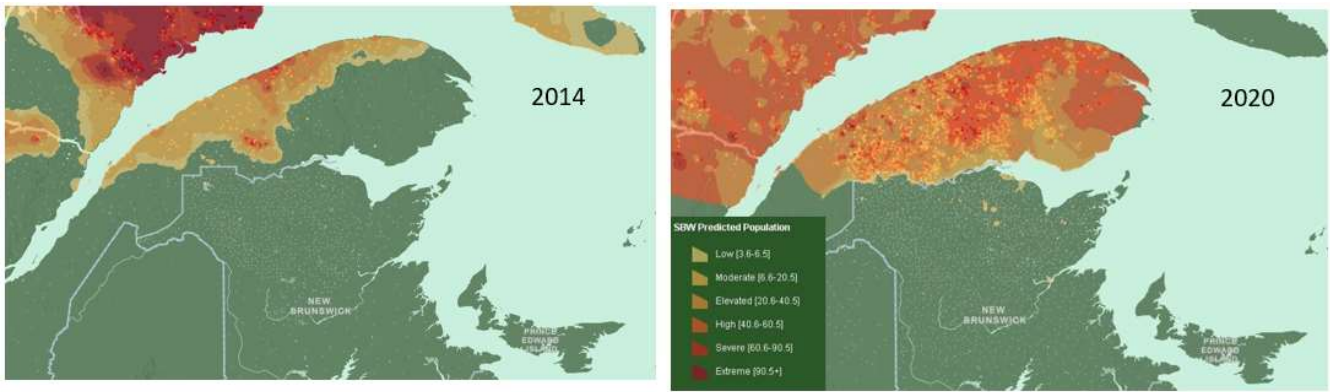 2014
NEW
BRUNSWICK
PRINCE
EDWARD
ISLAND
2020
SBW Predicted Population
Low [3.6-6.5]
Moderate [6.6-20.5]
Elevated [20.6-40.5]
High [40.6-60.5]
Severe [60.6-90.5]
Extreme [90.5+]
NEW
BRUNSWICK
PRINCE
EDWARD
ISLAND